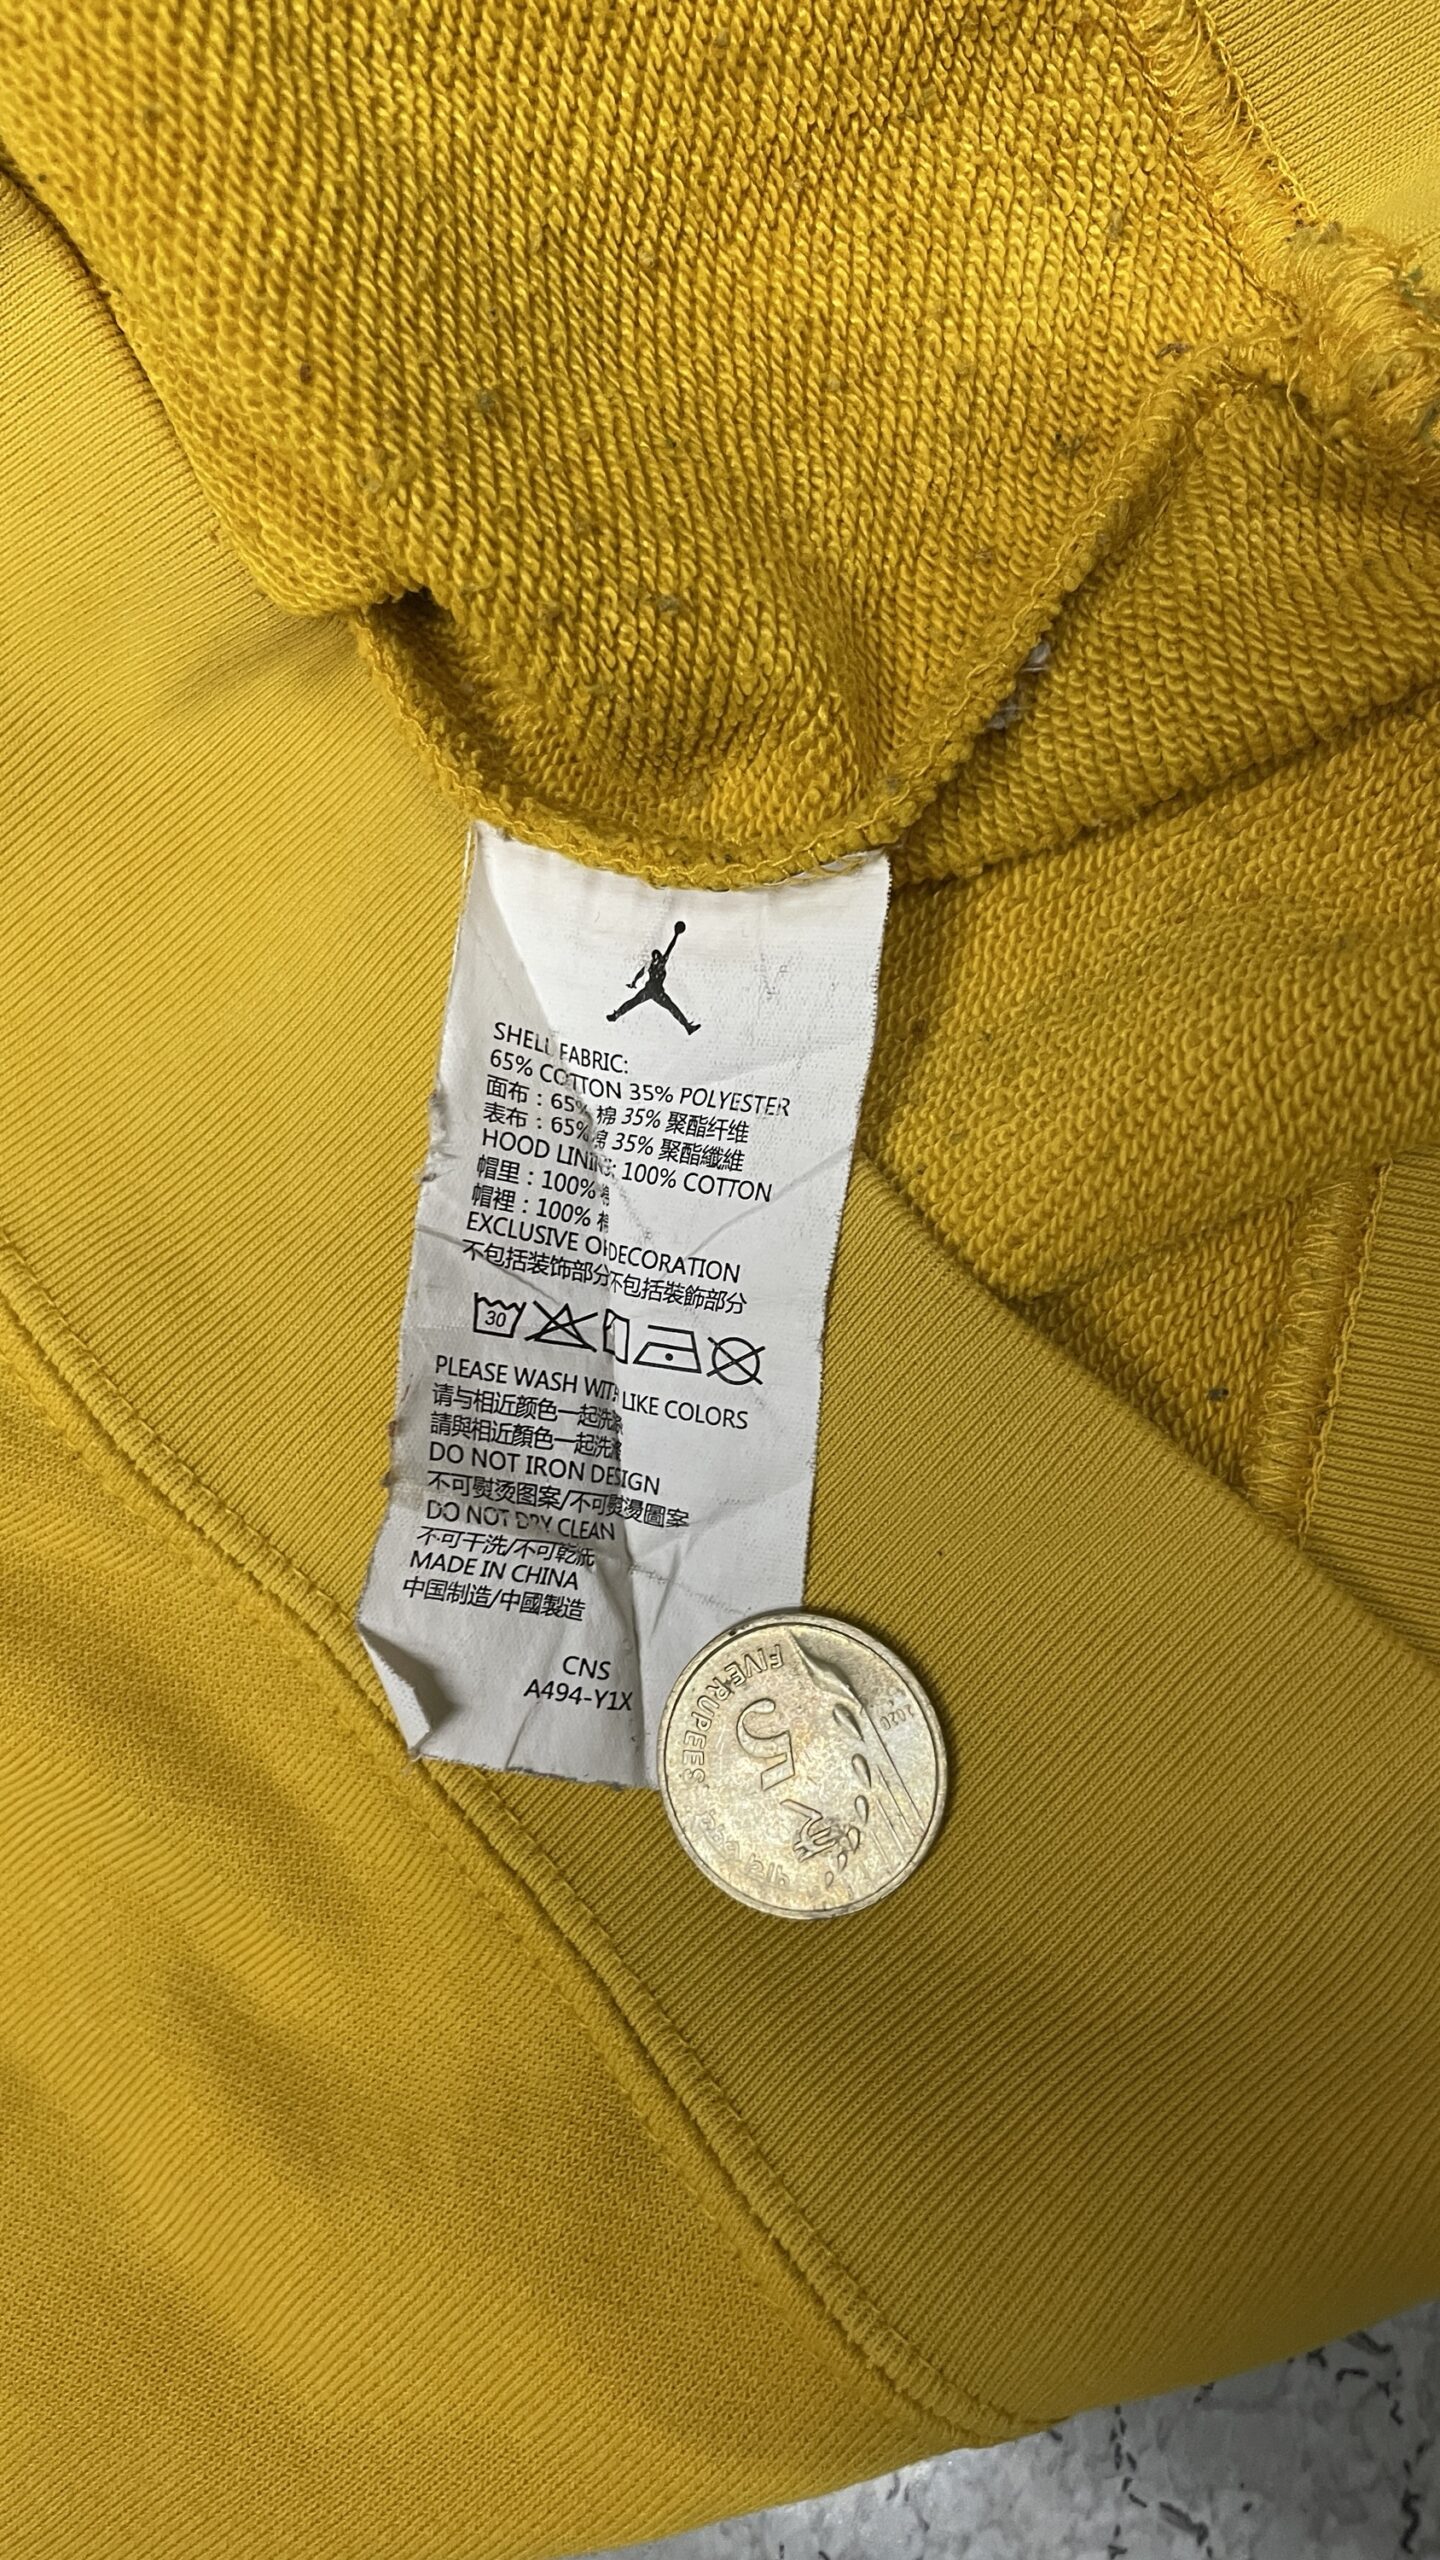 SHELL FABRIC:
65% COTTON 35% POLYESTER
面布：65% 棉 35% 聚酯纤维
表布：65% 棉 35% 聚酯纖維
HOOD LINING: 100% COTTON
帽里：100% 棉
帽裡：100% 棉
EXCLUSIVE OF DECORATION
不包括装饰部分/不包括裝飾部分
30
PLEASE WASH WITH LIKE COLORS
请与相近颜色一起洗涤
請與相近顏色一起洗滌
DO NOT IRON DESIGN
不可熨烫图案/不可熨燙圖案
DO NOT DRY CLEAN
不可干洗/不可乾洗
MADE IN CHINA
中国制造/中國製造
CNS
A494-Y1X
FIVE RUPEES
₹ 5
2020
पाँच रुपये